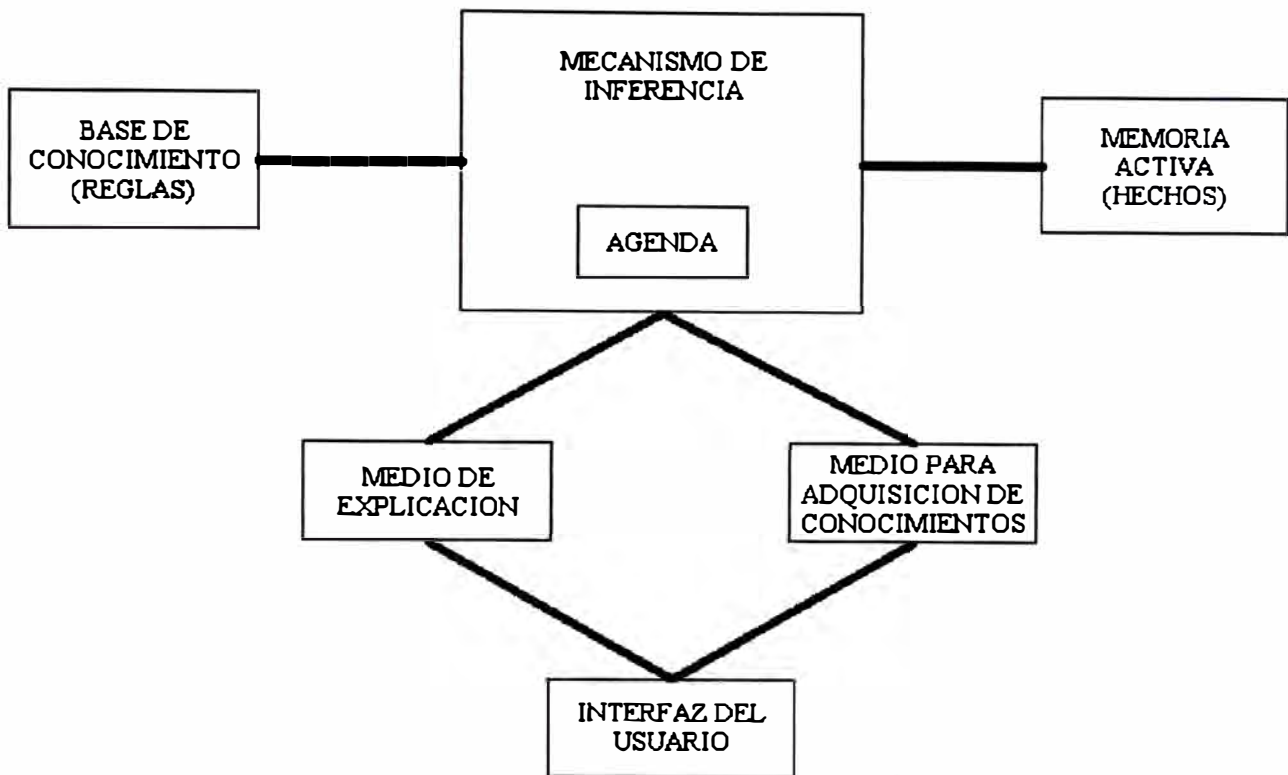 MECANISMO DE
INFERENCIA
BASE DE
CONOCIMIENTO
(REGLAS)
MEMORIA
ACTIVA
(HECHOS)
AGENDA
MEDIO DE
EXPLICACION
MEDIO PARA
ADQUISICION DE
CONOCIMIENTOS
INTERFAZ DEL
USUARIO